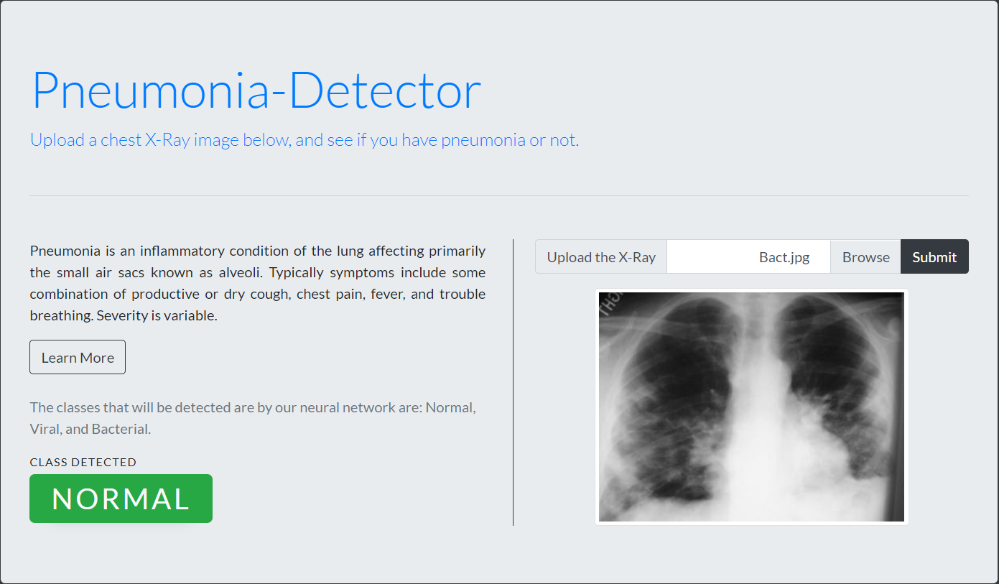 Pneumonia-Detector
Upload a chest X-Ray image below, and see if you have pneumonia or not.
Pneumonia is an inflammatory condition of the lung affecting primarily
the small air sacs known as alveoli. Typically symptoms include some
combination of productive or dry cough, chest pain, fever, and trouble
breathing. Severity is variable.
Learn More
The classes that will be detected are by our neural network are: Normal,
Viral, and Bacterial.
CLASS DETECTED
NORMAL
Upload the X-Ray Bact.jpg Browse Submit